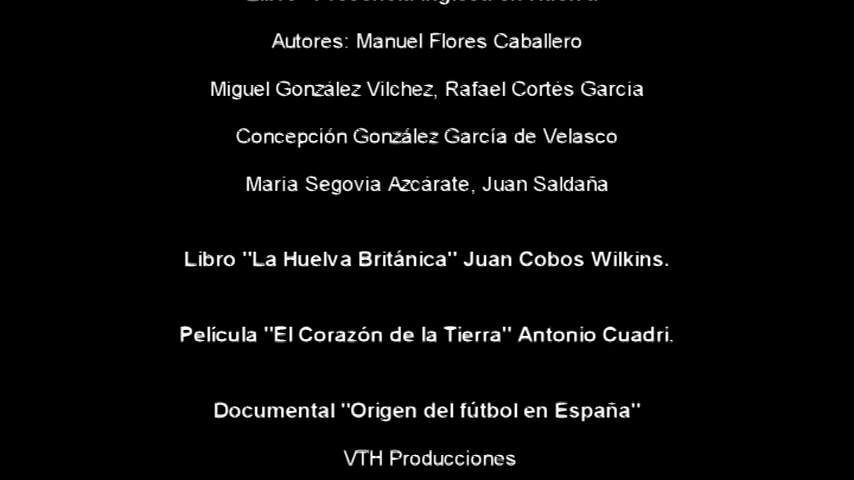 Autores: Manuel Flores Caballero
Miguel González Vilchez, Rafael Cortés García
Concepción González García de Velasco
María Segovia Azcárate, Juan Saldaña
Libro "La Huelva Británica" Juan Cobos Wilkins.
Película "El Corazón de la Tierra" Antonio Cuadri.
Documental "Origen del fútbol en España"
VTH Producciones